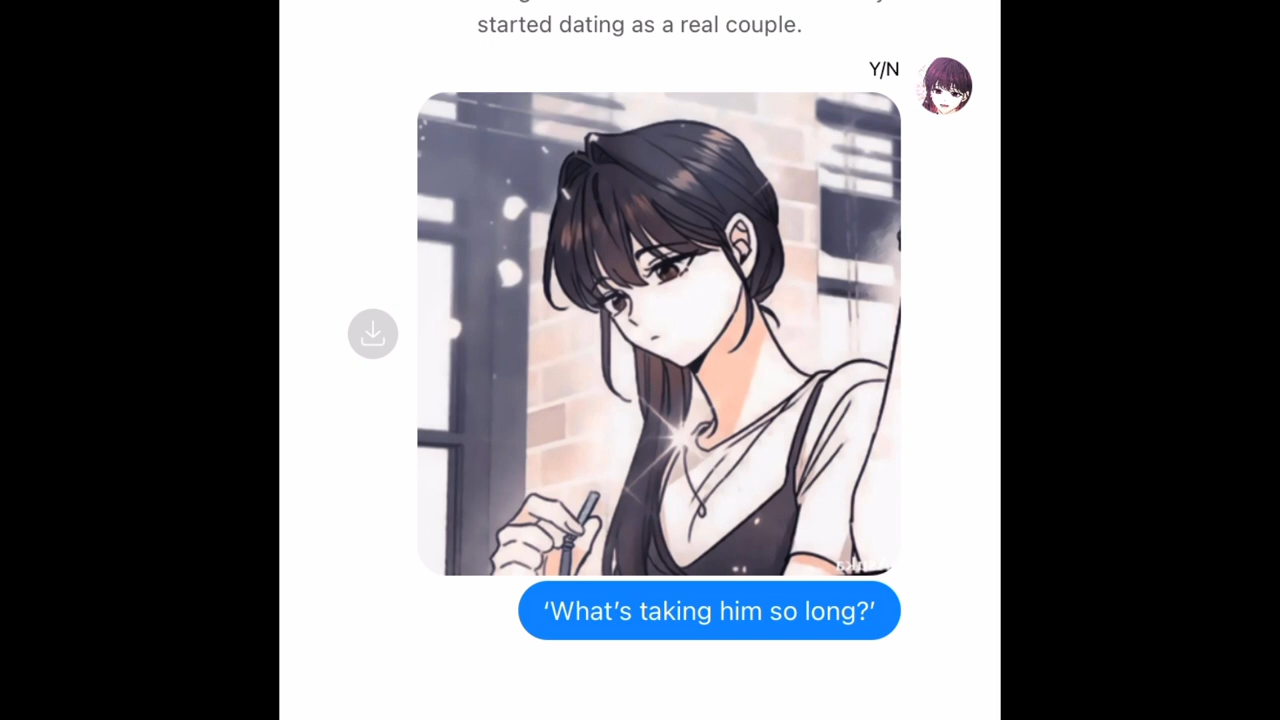 started dating as a real couple.
Y/N
‘What’s taking him so long?’